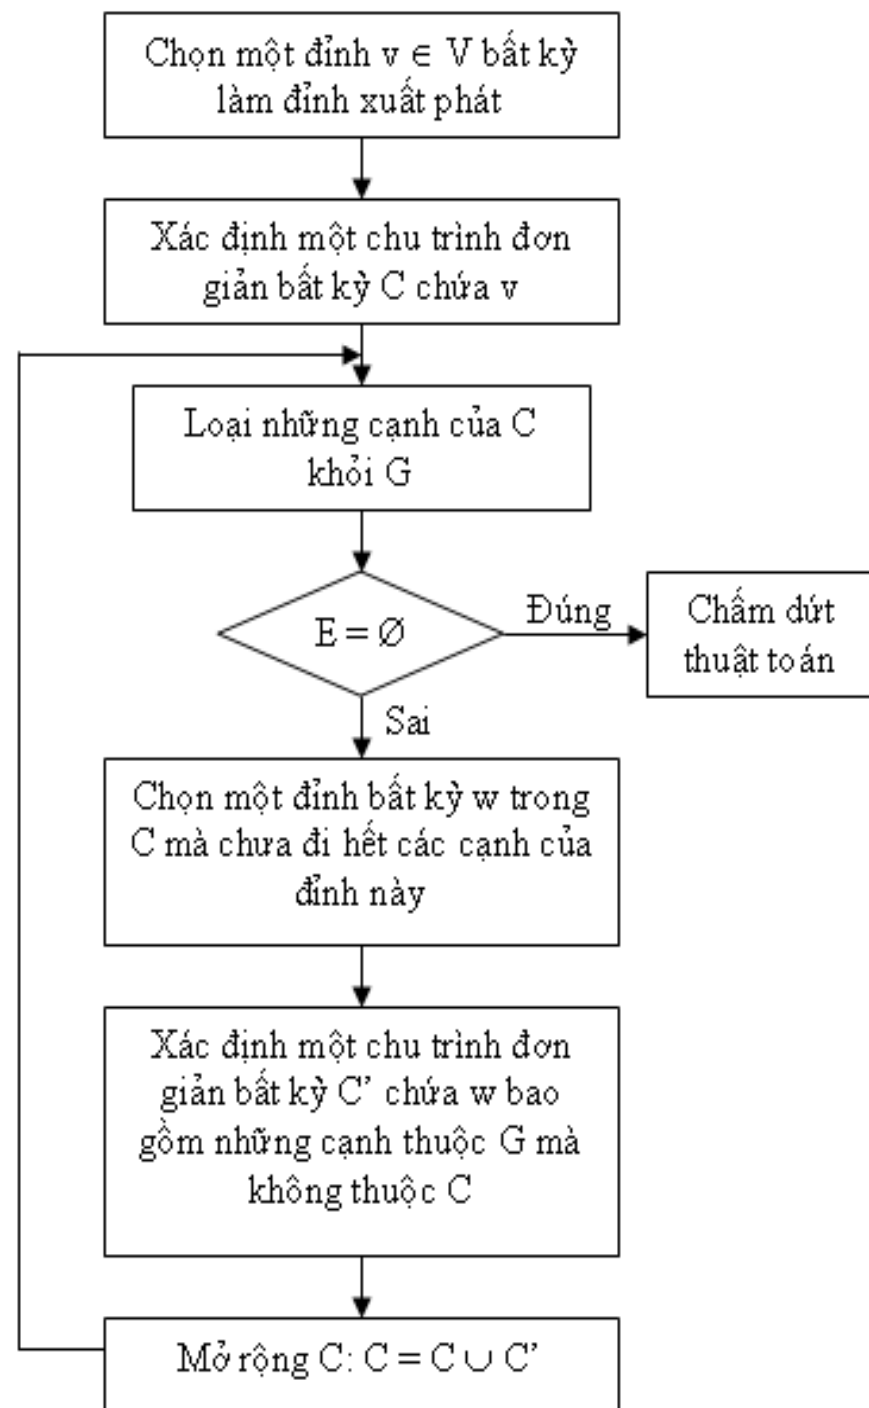 Chọn một đỉnh v ∈ V bất kỳ
làm đỉnh xuất phát
Xác định một chu trình đơn
giản bất kỳ C chứa v
Loại những cạnh của C
khỏi G
E = Ø
Đúng
Chấm dứt
thuật toán
Sai
Chọn một đỉnh bất kỳ w trong
C mà chưa đi hết các cạnh của
đỉnh này
Xác định một chu trình đơn
giản bất kỳ C’ chứa w bao
gồm những cạnh thuộc G mà
không thuộc C
Mở rộng C: C = C ∪ C’